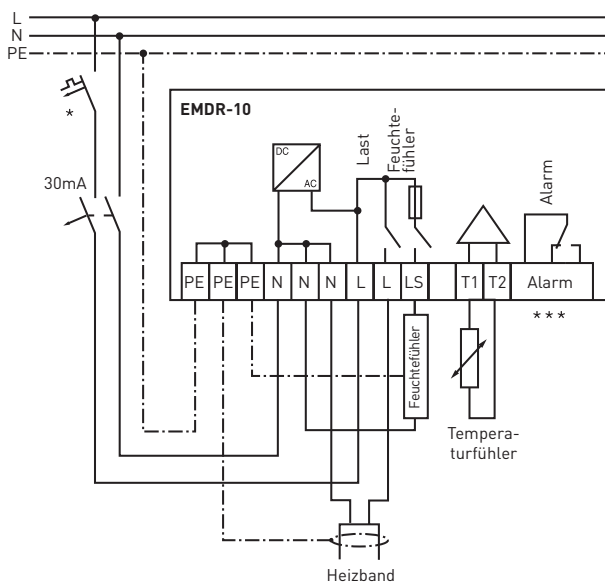 L
N
PE
*
EMDR-10
DC
AC
Last
Feuchte-
fühler
Alarm
30mA
PE PE PE N N N L L LS T1 T2 Alarm
***
Feuchtefühler
Tempera-
turfühler
Heizband